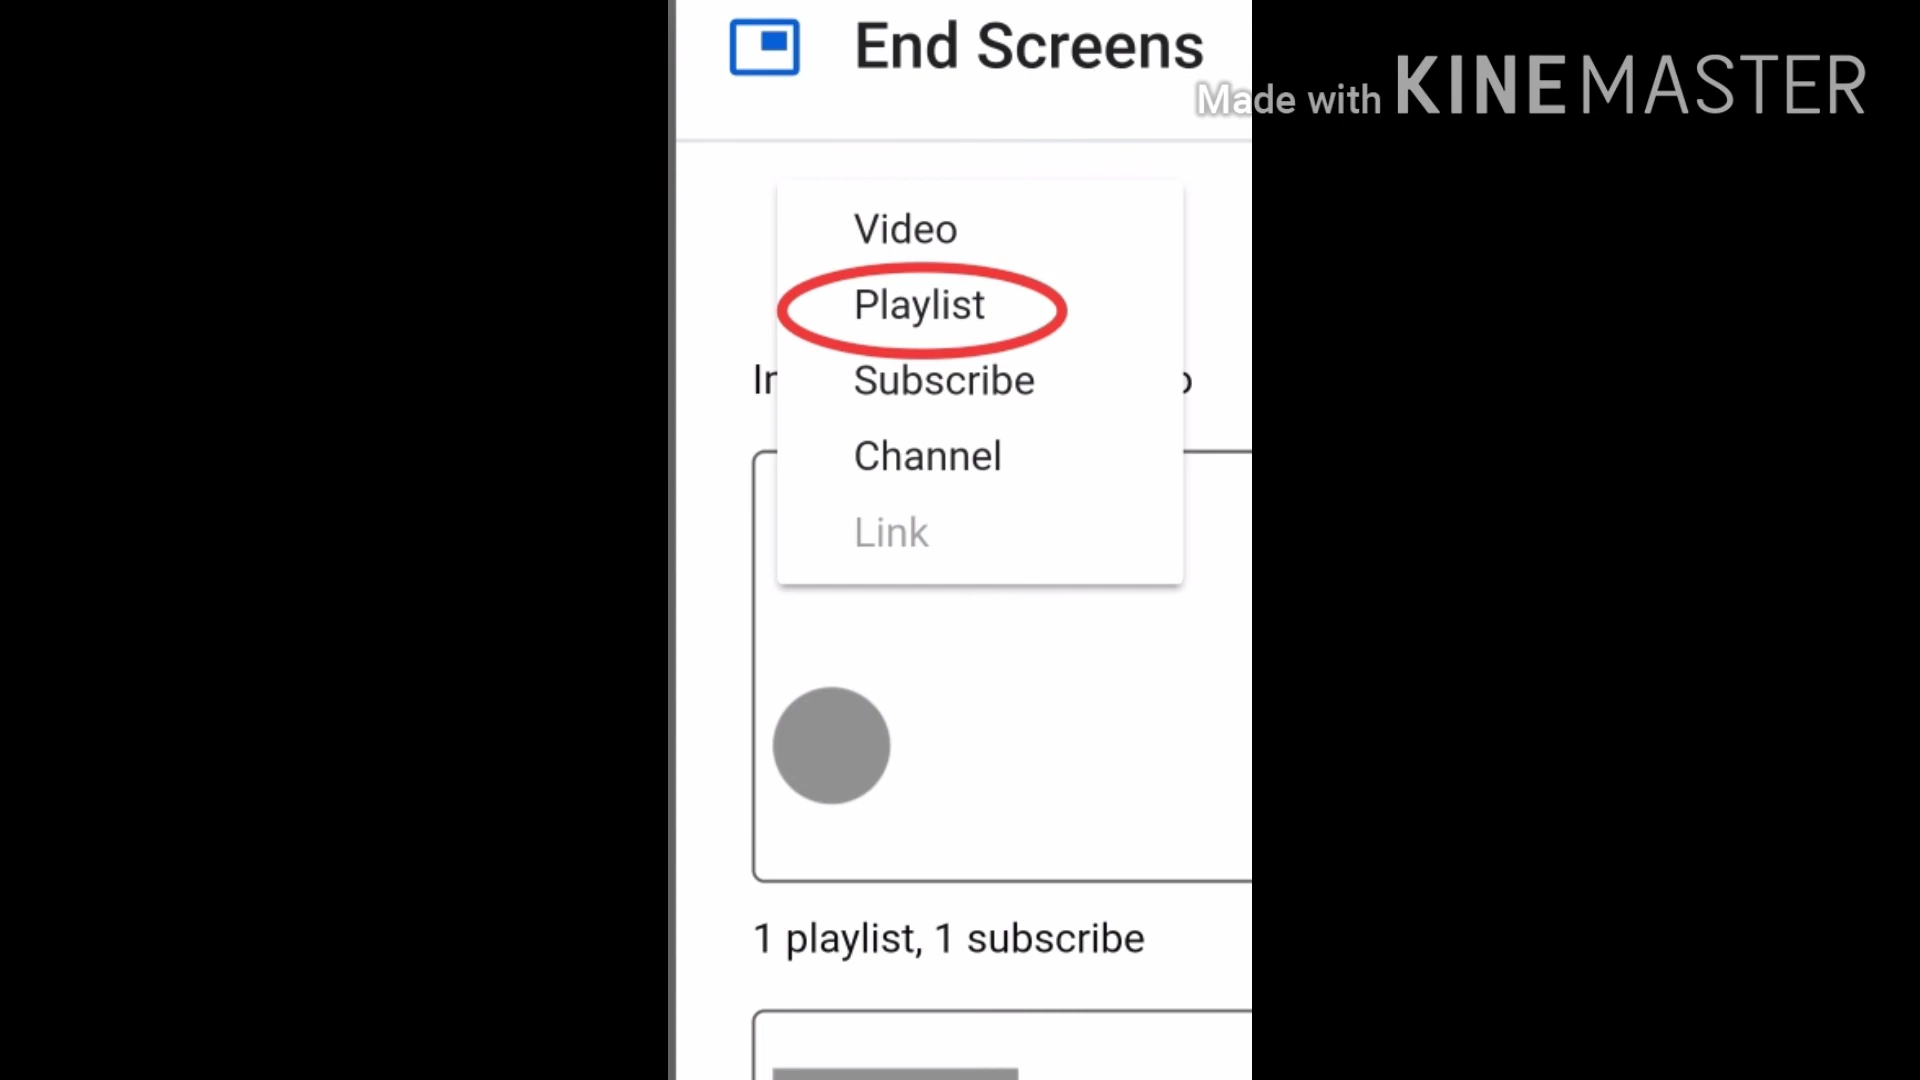 End Screens
Made with KINEMASTER
Video
Playlist
Subscribe
Channel
Link
1 playlist, 1 subscribe